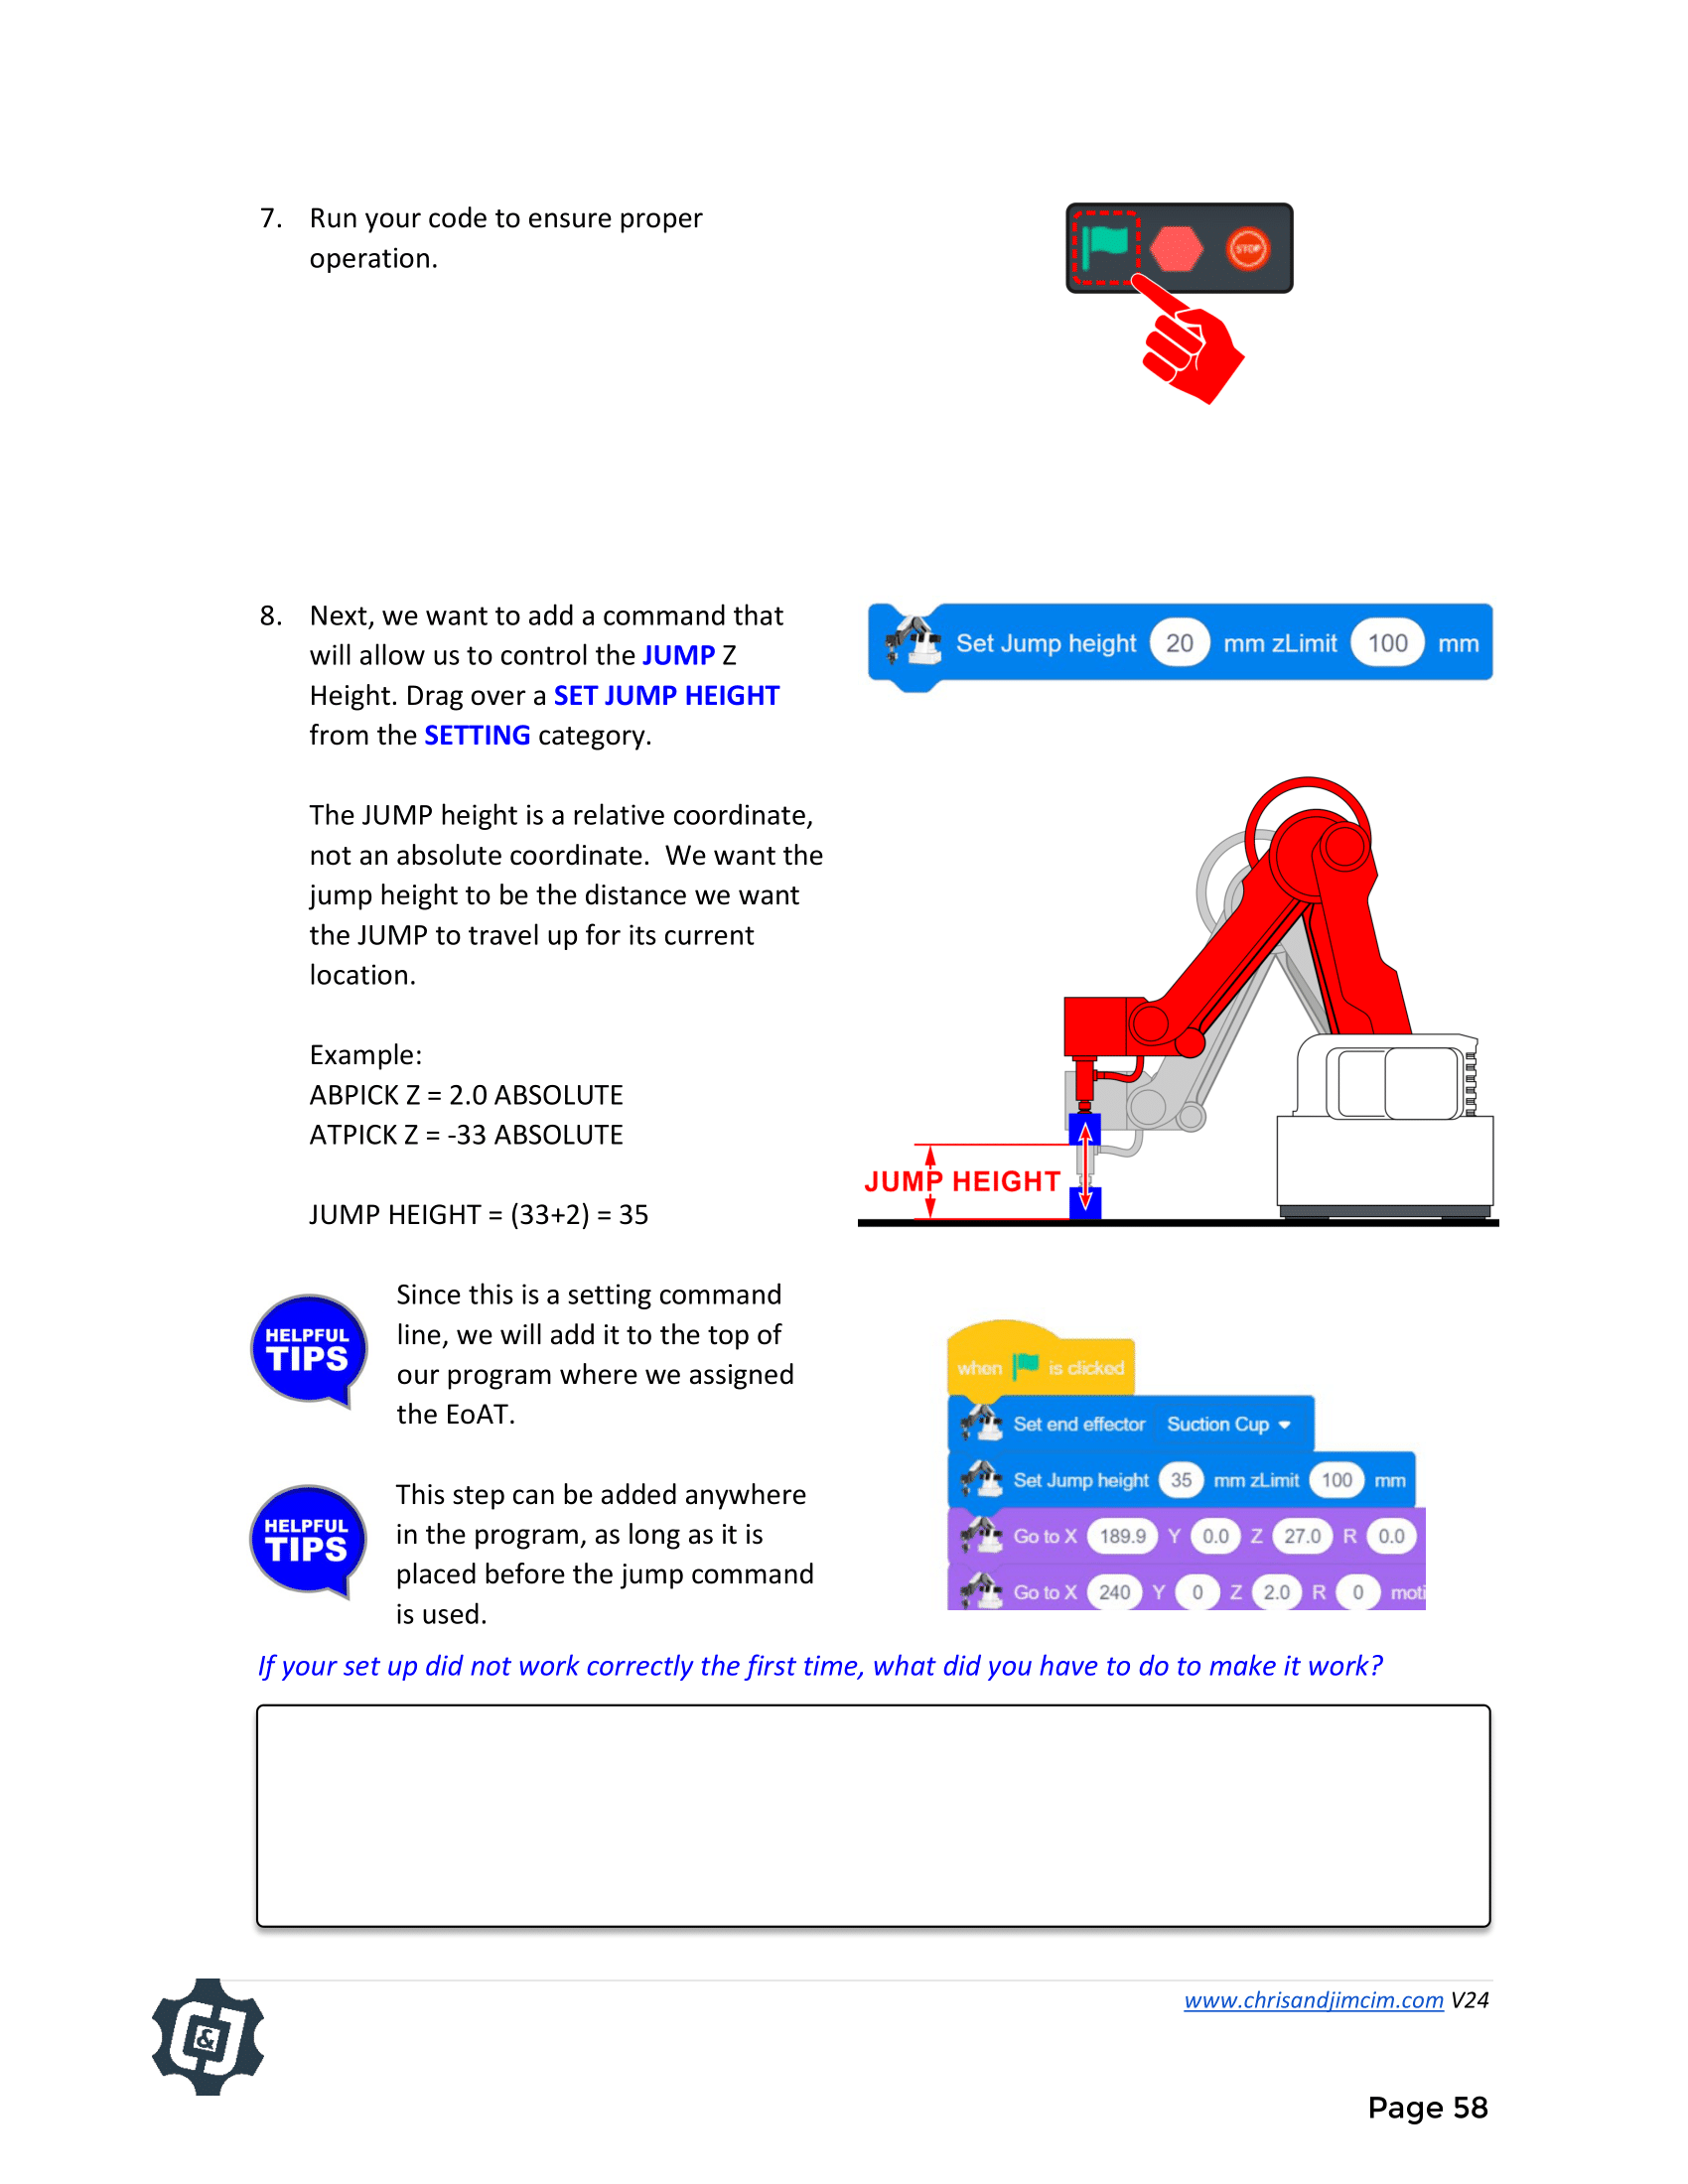 7. Run your code to ensure proper
operation.
STOP
8. Next, we want to add a command that
will allow us to control the JUMP Z
Height. Drag over a SET JUMP HEIGHT
from the SETTING category.
Set Jump height 20 mm zLimit 100 mm
The JUMP height is a relative coordinate,
not an absolute coordinate.  We want the
jump height to be the distance we want
the JUMP to travel up for its current
location.
Example:
ABPICK Z = 2.0 ABSOLUTE
ATPICK Z = -33 ABSOLUTE
JUMP HEIGHT = (33+2) = 35
JUMP HEIGHT
HELPFUL
TIPS
Since this is a setting command
line, we will add it to the top of
our program where we assigned
the EoAT.
HELPFUL
TIPS
This step can be added anywhere
in the program, as long as it is
placed before the jump command
is used.
when is clicked
Set end effector Suction Cup
Set Jump height 35 mm zLimit 100 mm
Go to X 189.9 Y 0.0 Z 27.0 R 0.0
Go to X 240 Y 0 Z 2.0 R 0 moti
If your set up did not work correctly the first time, what did you have to do to make it work?
C&J
www.chrisandjimcim.com V24
Page 58